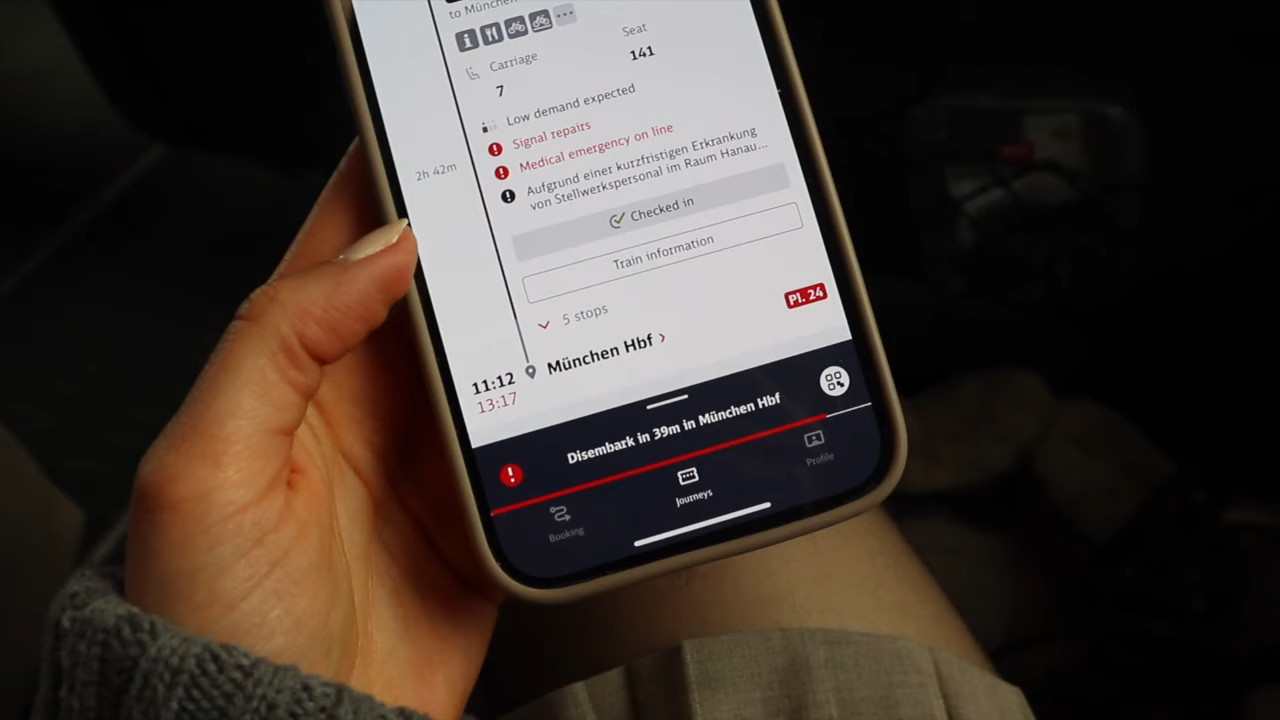 to München
Carriage
Seat
7
141
Low demand expected
Signal repairs
Medical emergency on line
2h 42m
Aufgrund einer kurzfristigen Erkrankung
von Stellwerkspersonal im Raum Hanau...
Checked in
Train information
5 stops
Pl. 24
11:12
München Hbf
13:17
Disembark in 39m in München Hbf
Booking
Journeys
Profile